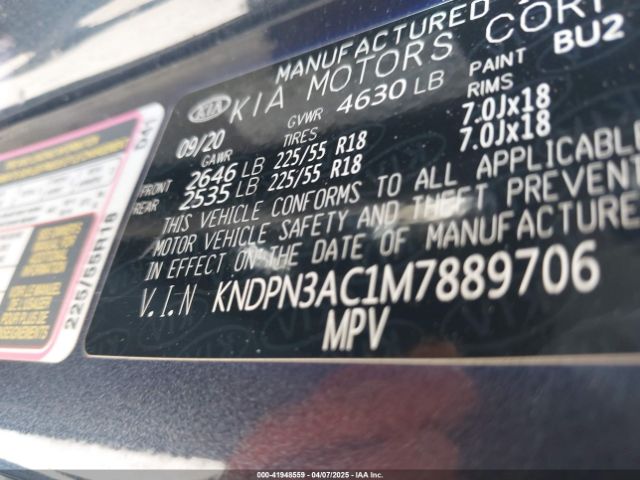 MANUFACTURED
KIA KIA MOTORS CORP
09/20 GVWR 4630 LB PAINT BU2
GAWR TIRES RIMS
FRONT 2646 LB 225/55 R18 7.0Jx18
REAR 2535 LB 225/55 R18 7.0Jx18
THIS VEHICLE CONFORMS TO ALL APPLICABLE
MOTOR VEHICLE SAFETY AND THEFT PREVENT
IN EFFECT ON THE DATE OF MANUFACTURE
V.I.N KNDPN3AC1M7889706
MPV
225/55R18
000-41948559 - 04/07/2025 - IAAI, Inc.